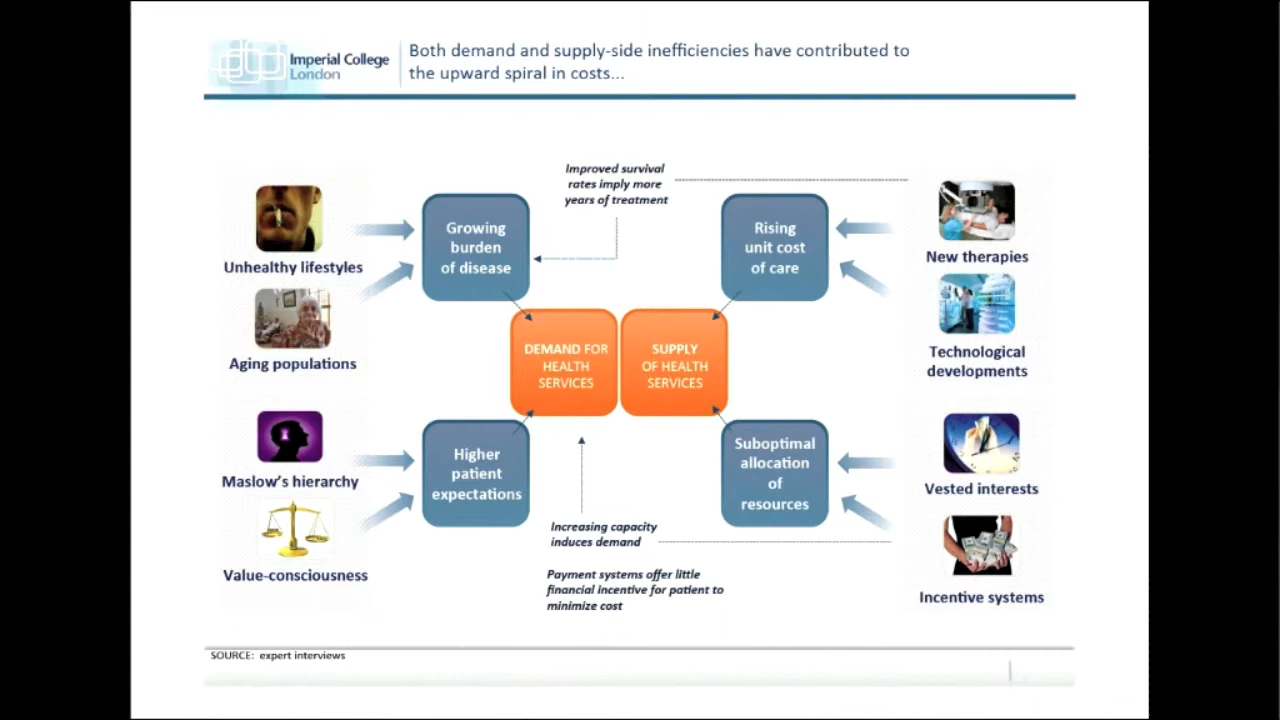 Imperial College
London
Both demand and supply-side inefficiencies have contributed to
the upward spiral in costs...
Improved survival
rates imply more
years of treatment
Unhealthy lifestyles
Aging populations
Growing
burden
of disease
Rising
unit cost
of care
New therapies
Technological
developments
DEMAND FOR
HEALTH
SERVICES
SUPPLY
OF HEALTH
SERVICES
Maslow's hierarchy
Value-consciousness
Higher
patient
expectations
Suboptimal
allocation
of
resources
Vested interests
Incentive systems
Increasing capacity
induces demand
Payment systems offer little
financial incentive for patient to
minimize cost
SOURCE: expert interviews